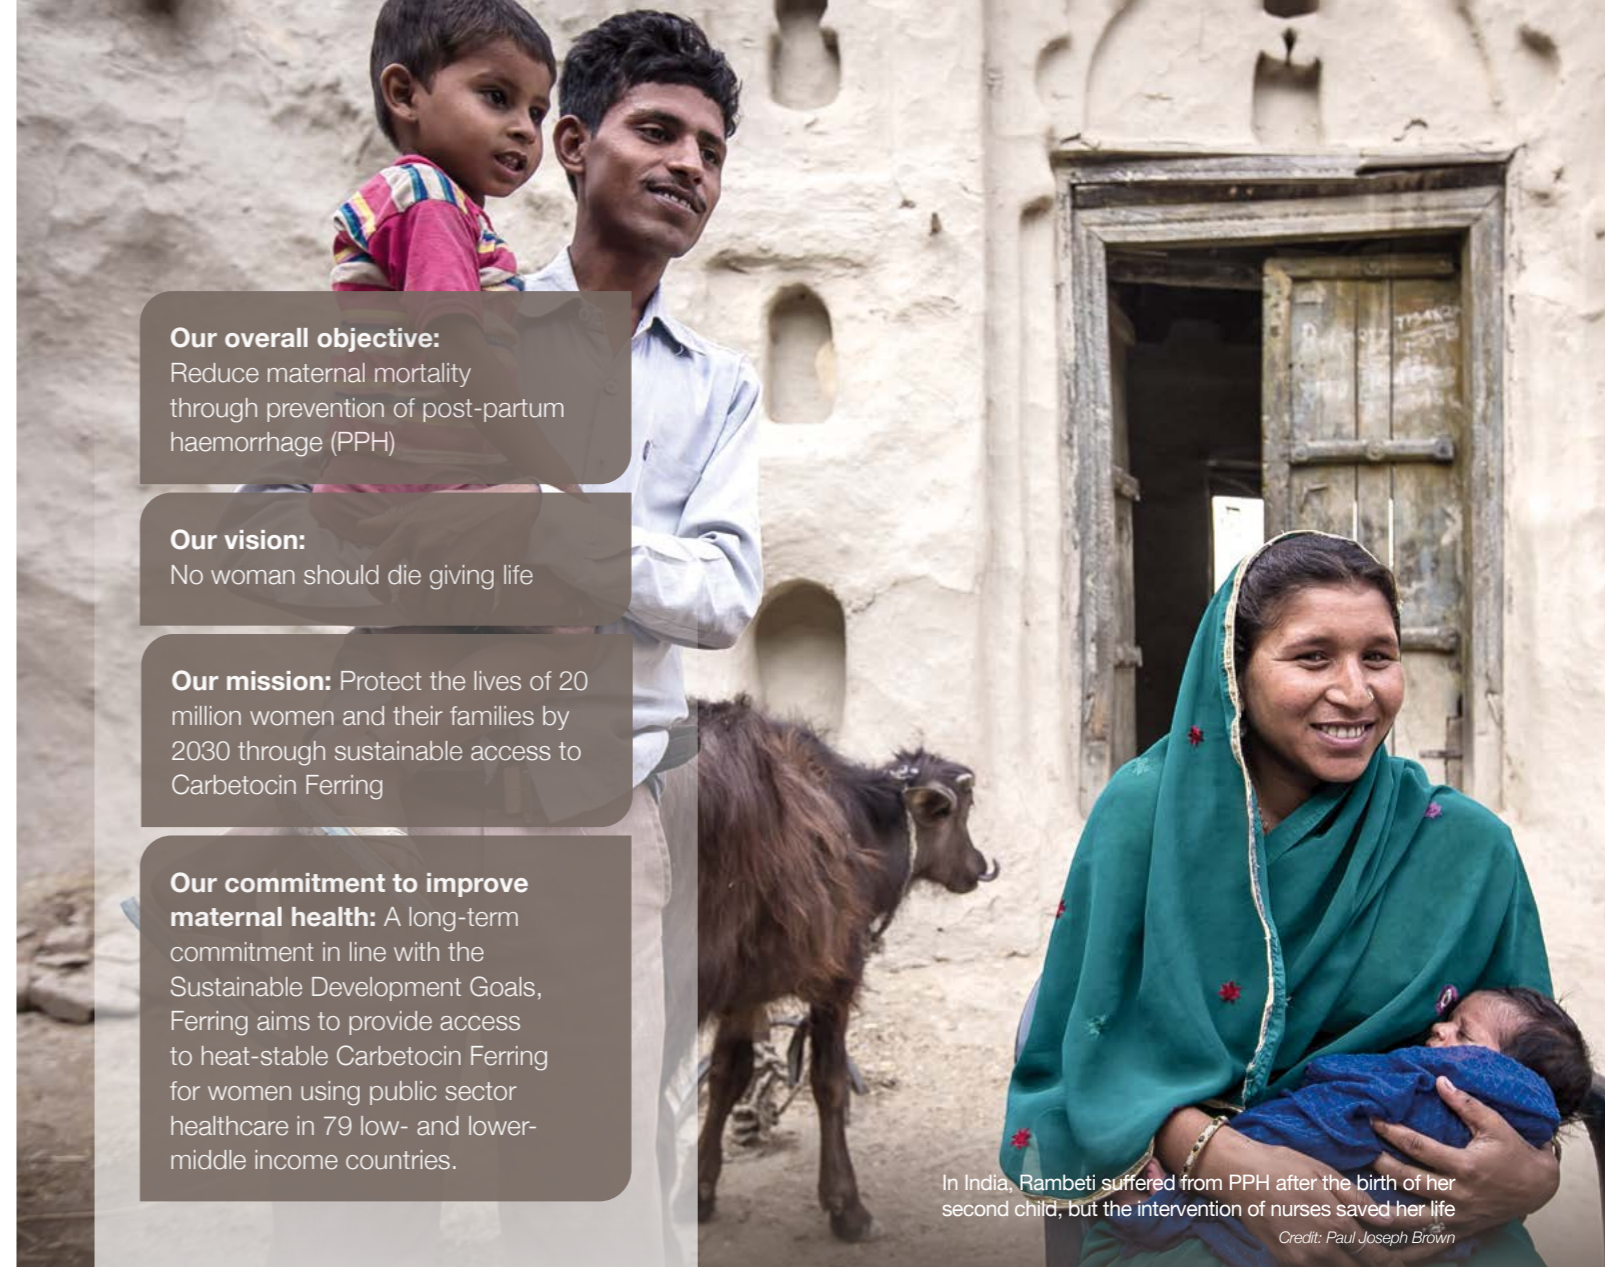 Our overall objective:
Reduce maternal mortality
through prevention of post-partum
haemorrhage (PPH)
Our vision:
No woman should die giving life
Our mission: Protect the lives of 20
million women and their families by
2030 through sustainable access to
Carbetocin Ferring
Our commitment to improve
maternal health: A long-term
commitment in line with the
Sustainable Development Goals,
Ferring aims to provide access
to heat-stable Carbetocin Ferring
for women using public sector
healthcare in 79 low- and lower-
middle income countries.
In India, Rambeti suffered from PPH after the birth of her
second child, but the intervention of nurses saved her life
Credit: Paul Joseph Brown